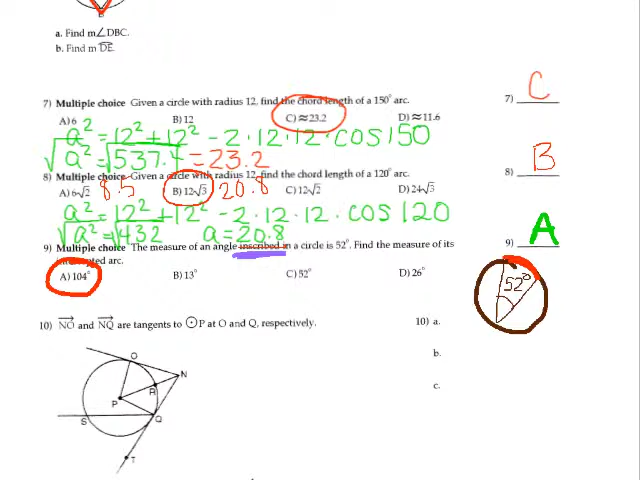 B
a. Find m∠DBC.
b. Find m DE.
7) Multiple choice Given a circle with radius 12, find the chord length of a 150° arc.
7) C
A) 6 B) 12 C) ≈23.2 D) ≈11.6
a² = 12² + 12² - 2 · 12 · 12 · cos 150
√a² = √537.4 = 23.2
8) Multiple choice Given a circle with radius 12, find the chord length of a 120° arc.
8) B
A) 6√2 8.5 B) 12√3 20.8 C) 12√2 D) 24√3
a² = 12² + 12² - 2 · 12 · 12 · cos 120
√a² = √432 a = 20.8
9) Multiple choice The measure of an angle inscribed in a circle is 52°. Find the measure of its
9) A
intercepted arc.
A) 104° B) 13° C) 52° D) 26°
52°
10) NO and NQ are tangents to ⊙P at O and Q, respectively.
10) a.
b.
c.
O
N
R
P
S
Q
T